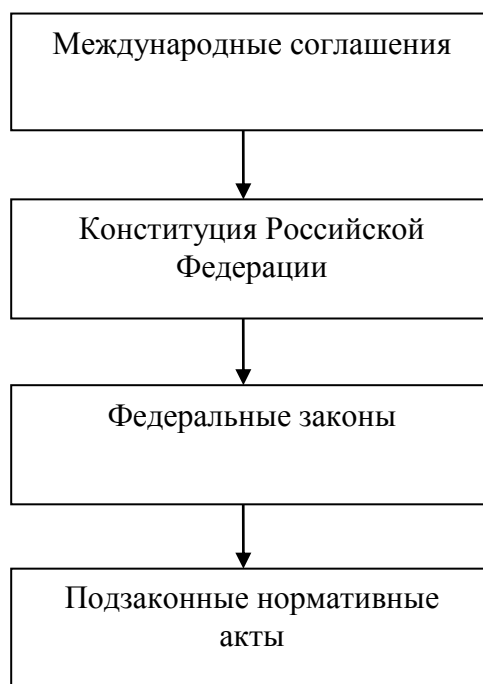 Международные соглашения
Конституция Российской
Федерации
Федеральные законы
Подзаконные нормативные
акты